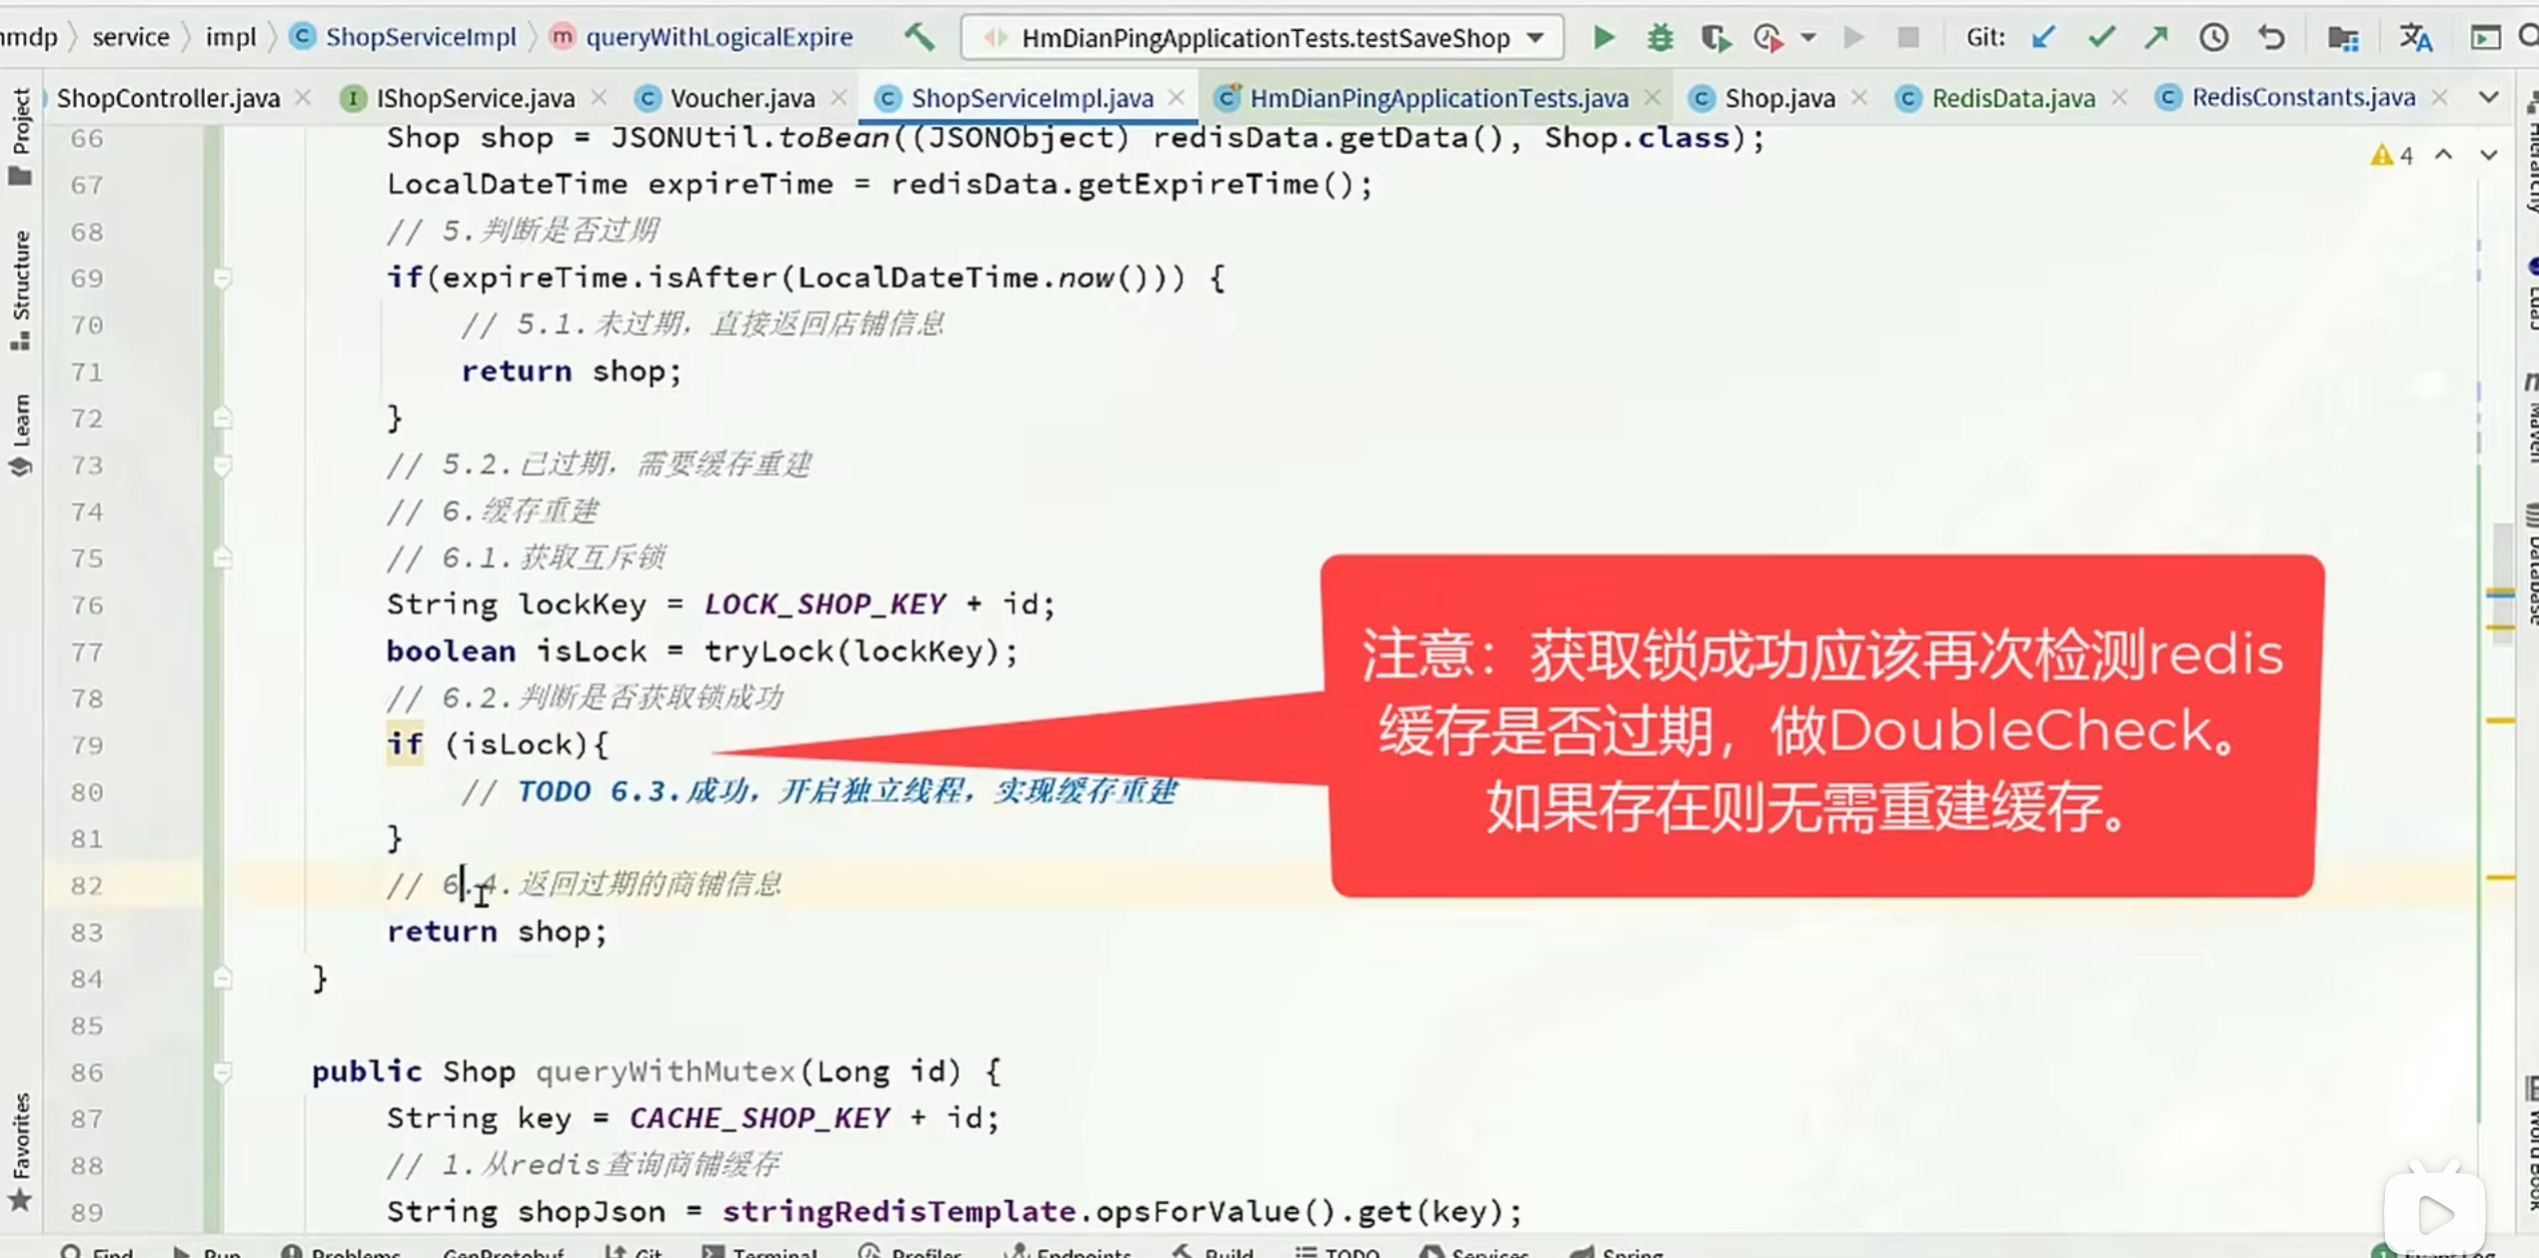 hmdp 〉 service 〉 impl 〉 C ShopServiceImpl 〉 m queryWithLogicalExpire HmDianPingApplicationTests.testSaveShop Git:
ShopController.java IShopService.java Voucher.java ShopServiceImpl.java HmDianPingApplicationTests.java Shop.java RedisData.java RedisConstants.java
Project
Structure
Learn
Favorites
4
66 Shop shop = JSONUtil.toBean((JSONObject) redisData.getData(), Shop.class);
67 LocalDateTime expireTime = redisData.getExpireTime();
68 // 5.判断是否过期
69 if(expireTime.isAfter(LocalDateTime.now())) {
70 // 5.1.未过期，直接返回店铺信息
71 return shop;
72 }
73 // 5.2.已过期，需要缓存重建
74 // 6.缓存重建
75 // 6.1.获取互斥锁
76 String lockKey = LOCK_SHOP_KEY + id;
77 boolean isLock = tryLock(lockKey);
78 // 6.2.判断是否获取锁成功
79 if (isLock){
80 // TODO 6.3.成功，开启独立线程，实现缓存重建
81 }
82 // 6.4.返回过期的商铺信息
83 return shop;
84 }
85
86 public Shop queryWithMutex(Long id) {
87 String key = CACHE_SHOP_KEY + id;
88 // 1.从redis查询商铺缓存
89 String shopJson = stringRedisTemplate.opsForValue().get(key);
注意：获取锁成功应该再次检测redis
缓存是否过期，做DoubleCheck。
如果存在则无需重建缓存。
Hierarchy
Maven
Database
Word Book
Find Run Problems GenProtobuf Git Terminal Profiler Endpoints Build TODO Services Spring